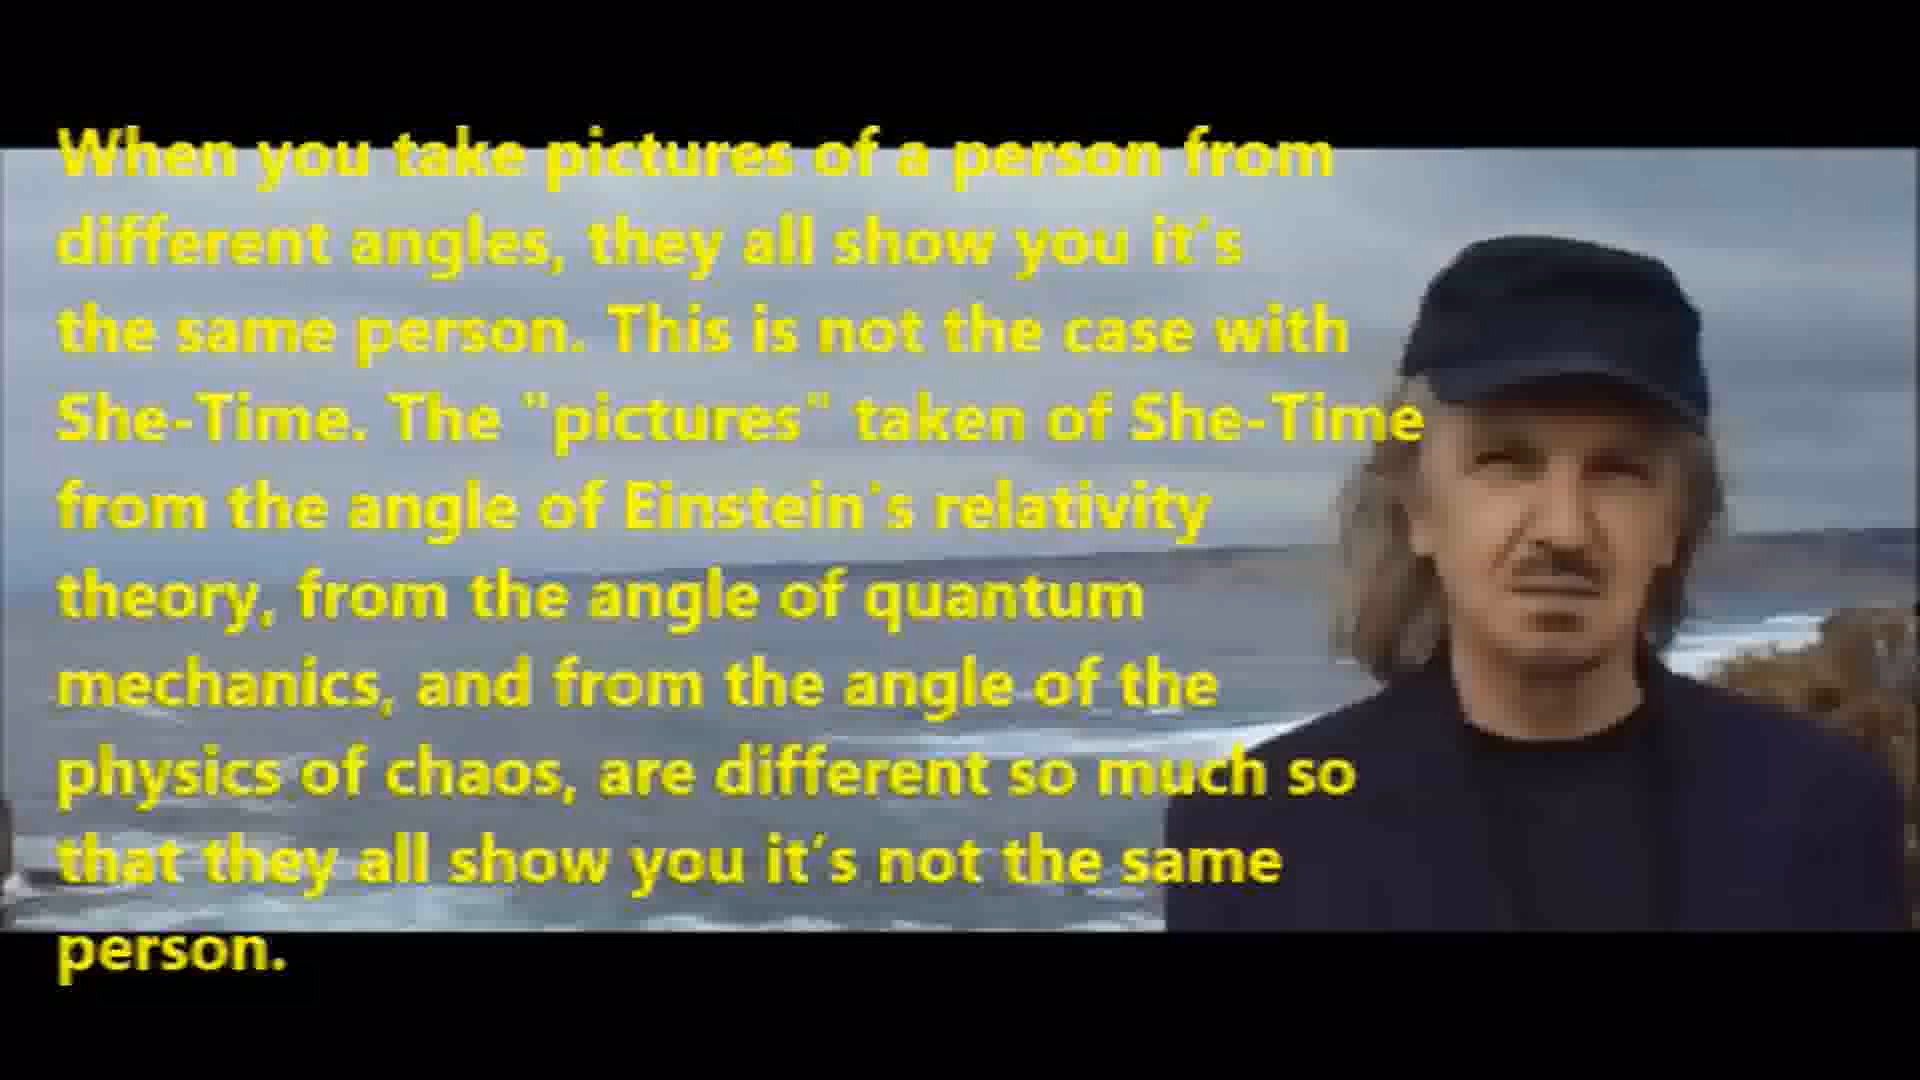 When you take pictures of a person from
different angles, they all show you it's
the same person. This is not the case with
She-Time. The "pictures" taken of She-Time
from the angle of Einstein's relativity
theory, from the angle of quantum
mechanics, and from the angle of the
physics of chaos, are different so much so
that they all show you it's not the same
person.